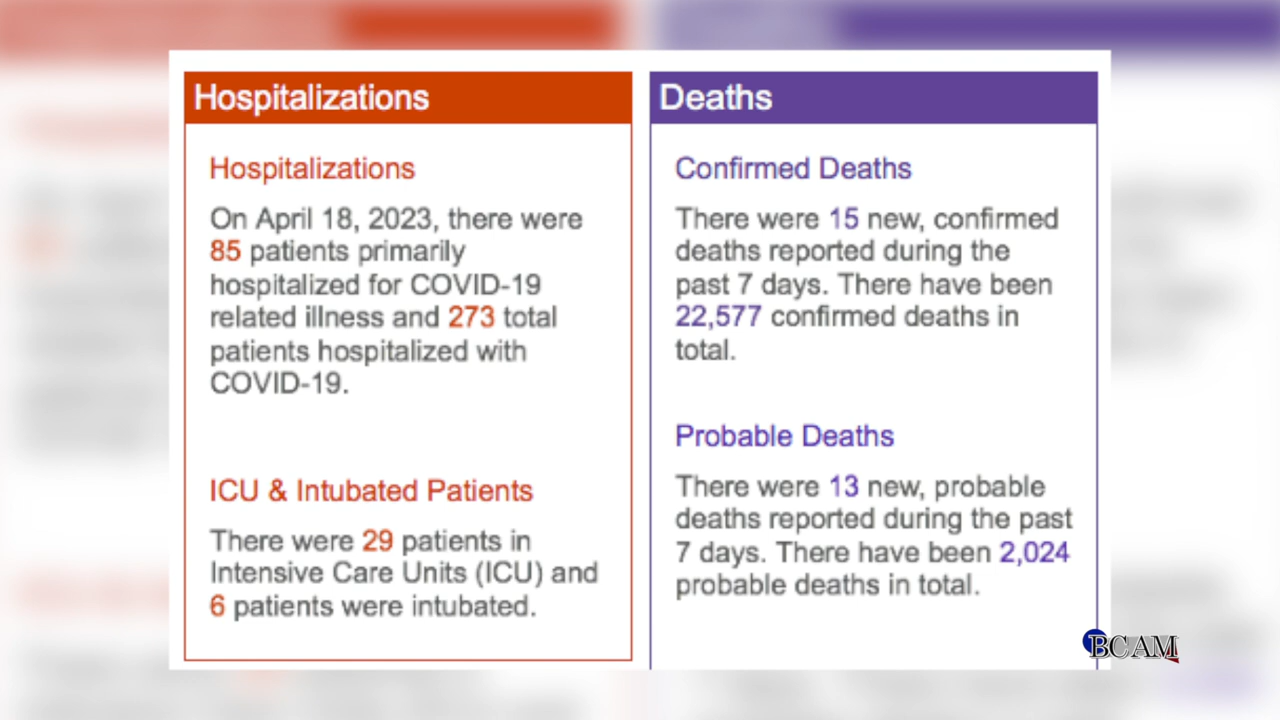 Hospitalizations
Hospitalizations
On April 18, 2023, there were
85 patients primarily
hospitalized for COVID-19
related illness and 273 total
patients hospitalized with
COVID-19.
ICU & Intubated Patients
There were 29 patients in
Intensive Care Units (ICU) and
6 patients were intubated.
Deaths
Confirmed Deaths
There were 15 new, confirmed
deaths reported during the
past 7 days. There have been
22,577 confirmed deaths in
total.
Probable Deaths
There were 13 new, probable
deaths reported during the past
7 days. There have been 2,024
probable deaths in total.
BCAM